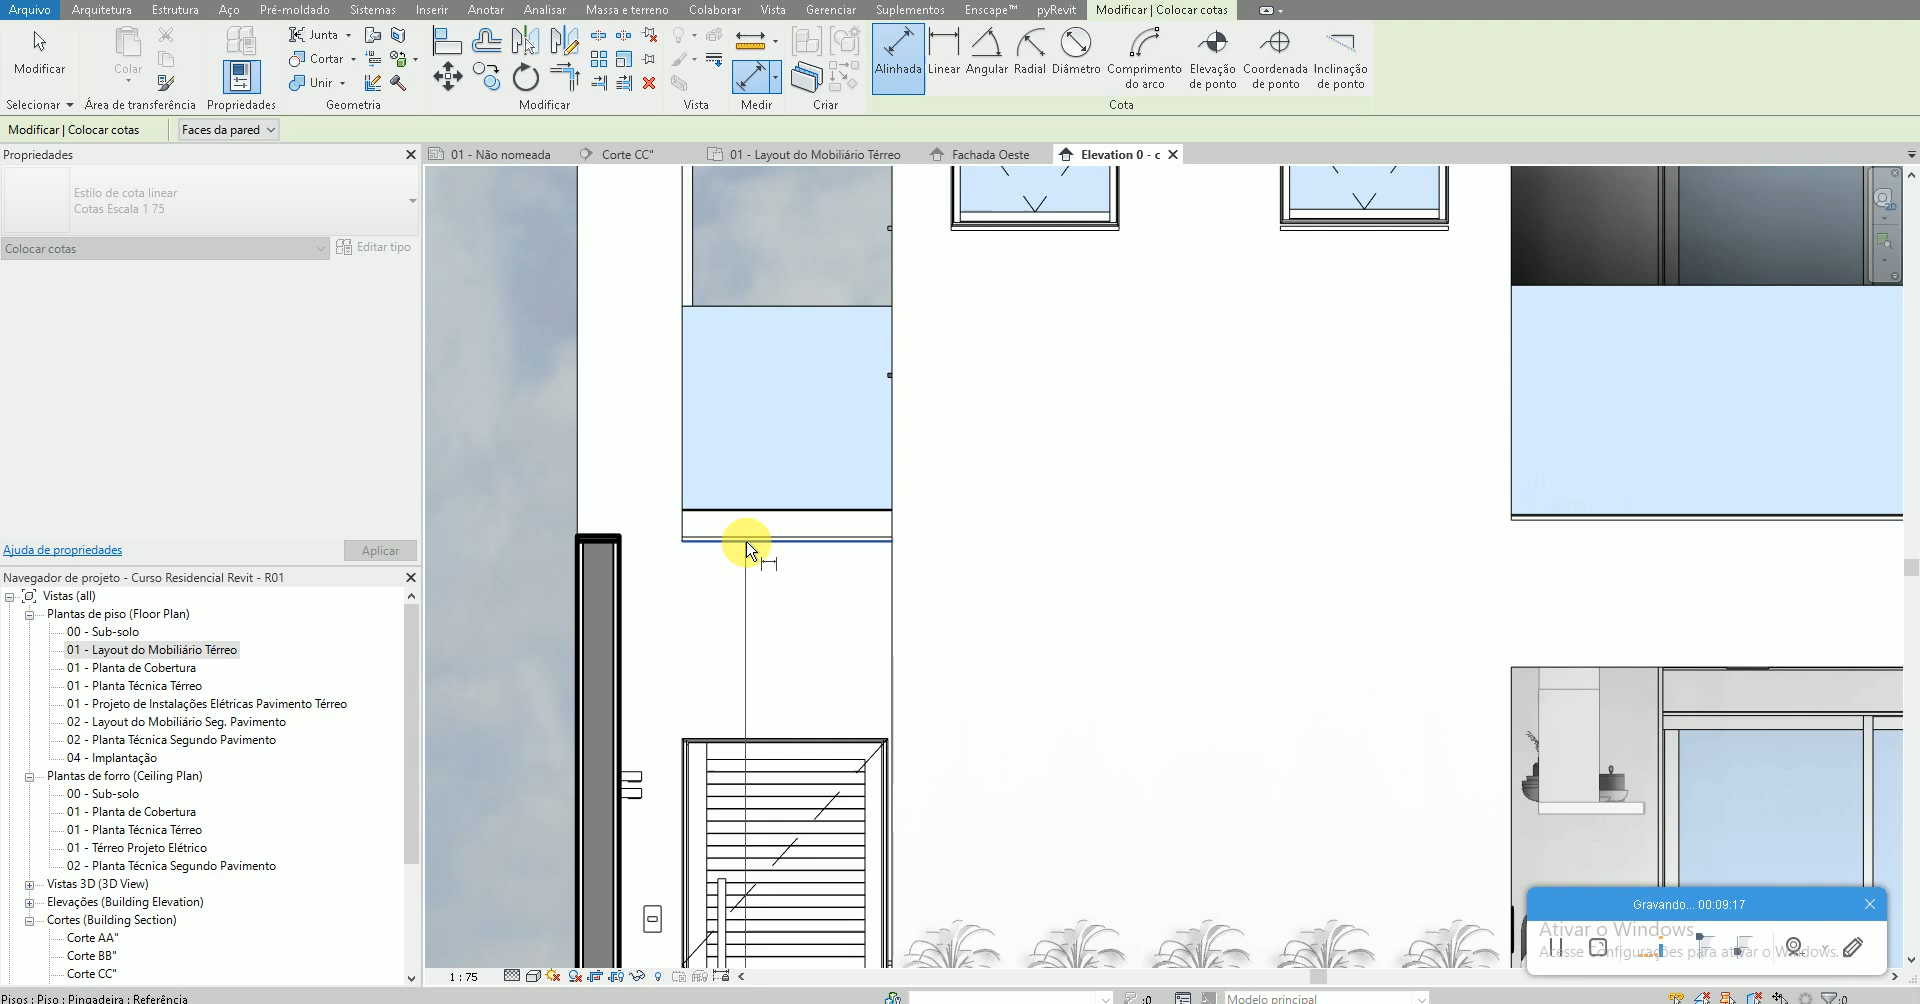 Arquivo Arquitetura Estrutura Aço Pré-moldado Sistemas Inserir Anotar Analisar Massa e terreno Colaborar Vista Gerenciar Suplementos Enscape™ pyRevit Modificar | Colocar cotas
Modificar Colar Junta Cortar Unir Alinhada Linear Angular Radial Diâmetro Comprimento do arco Elevação de ponto Coordenada de ponto Inclinação de ponto
Selecionar Área de transferência Propriedades Geometria Modificar Vista Medir Criar Cota
Modificar | Colocar cotas Faces da pared
Propriedades
01 - Não nomeada Corte CC" 01 - Layout do Mobiliário Térreo Fachada Oeste Elevation 0 - c
Estilo de cota linear
Cotas Escala 1 75
Colocar cotas Editar tipo
Ajuda de propriedades Aplicar
Navegador de projeto - Curso Residencial Revit - R01
Vistas (all)
Plantas de piso (Floor Plan)
00 - Sub-solo
01 - Layout do Mobiliário Térreo
01 - Planta de Cobertura
01 - Planta Técnica Térreo
01 - Projeto de Instalações Elétricas Pavimento Térreo
02 - Layout do Mobiliário Seg. Pavimento
02 - Planta Técnica Segundo Pavimento
04 - Implantação
Plantas de forro (Ceiling Plan)
00 - Sub-solo
01 - Planta de Cobertura
01 - Planta Técnica Térreo
01 - Térreo Projeto Elétrico
02 - Planta Técnica Segundo Pavimento
Vistas 3D (3D View)
Elevações (Building Elevation)
Cortes (Building Section)
Corte AA"
Corte BB"
Corte CC"
2D
Gravando... 00:09:17
Ativar o Windows
Acesse Configurações para ativar o Windows.
1 : 75
Pisos : Piso : Pingadeira : Referência :0 Modelo principal :0